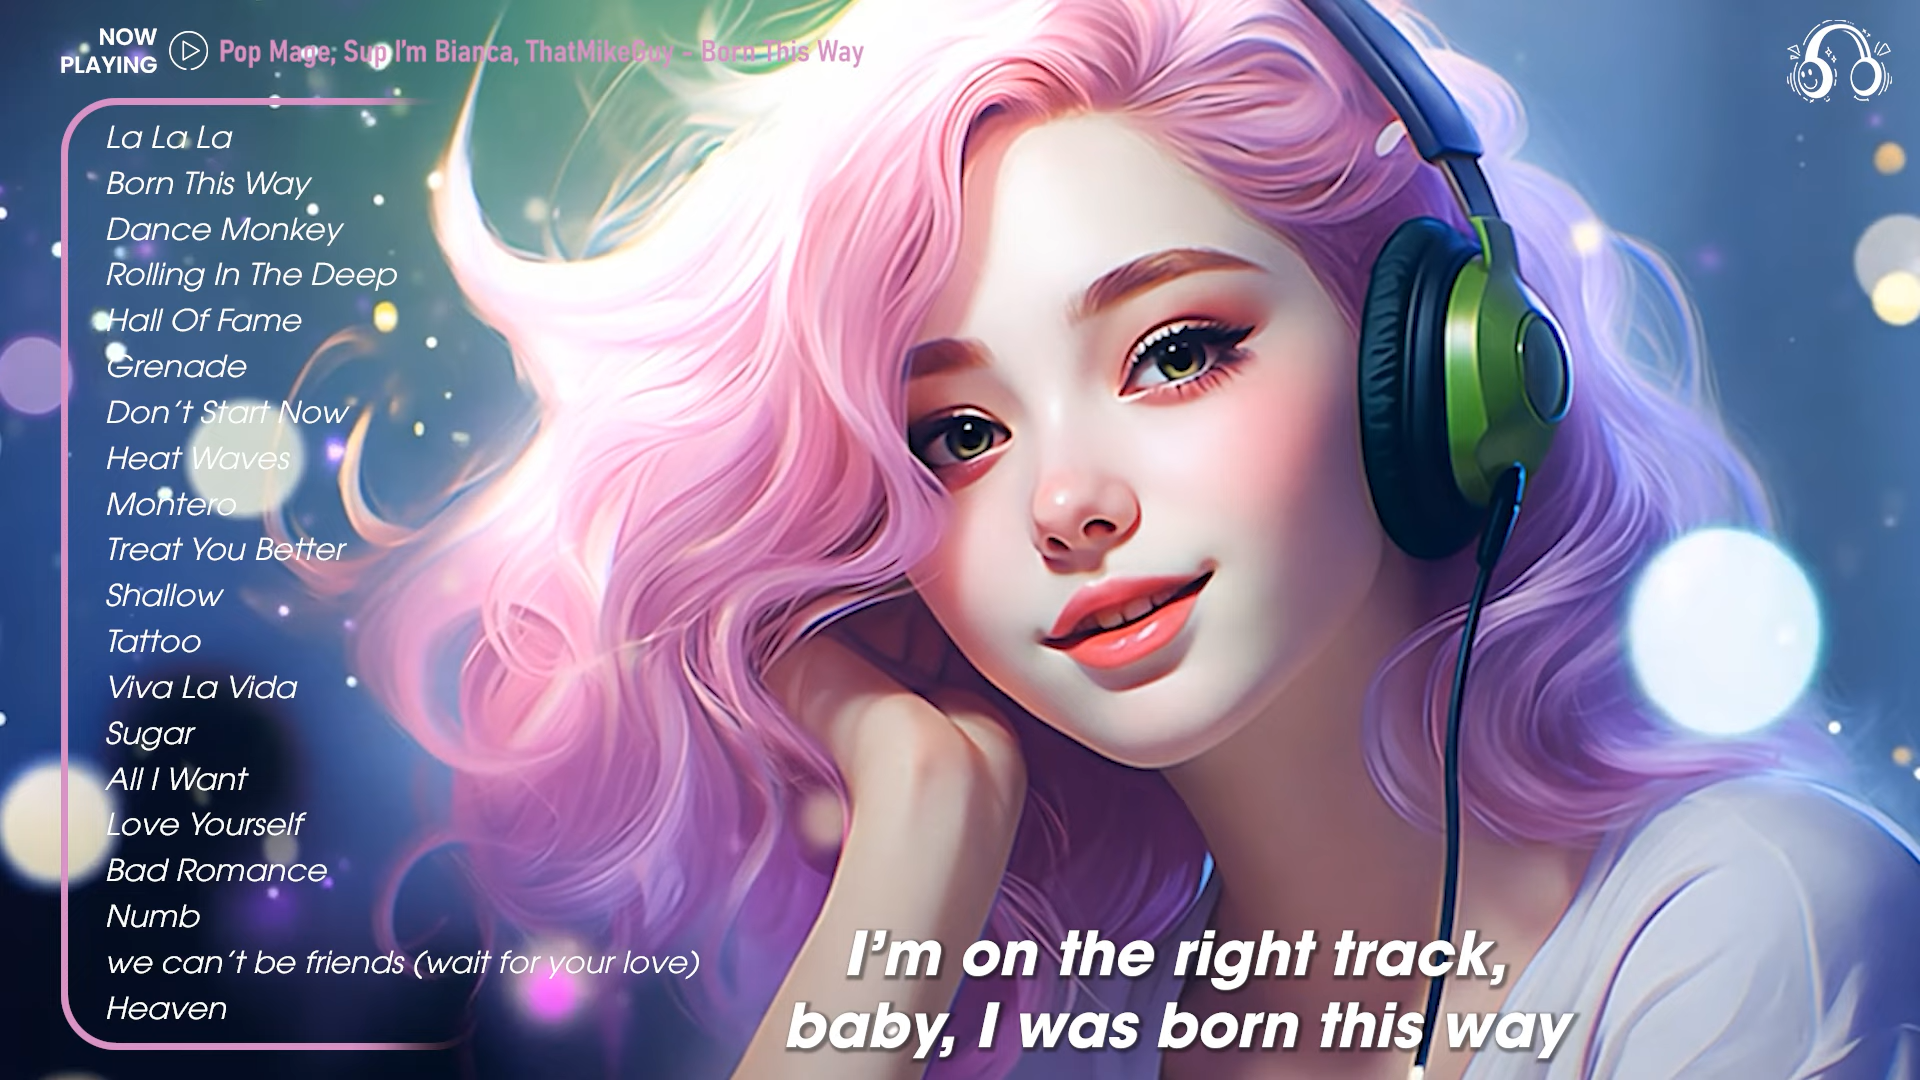 NOW
PLAYING
Pop Mage; Sup I'm Bianca, ThatMikeGuy - Born This Way
La La La
Born This Way
Dance Monkey
Rolling In The Deep
Hall Of Fame
Grenade
Don't Start Now
Heat Waves
Montero
Treat You Better
Shallow
Tattoo
Viva La Vida
Sugar
All I Want
Love Yourself
Bad Romance
Numb
we can't be friends (wait for your love)
Heaven
I'm on the right track,
baby, I was born this way